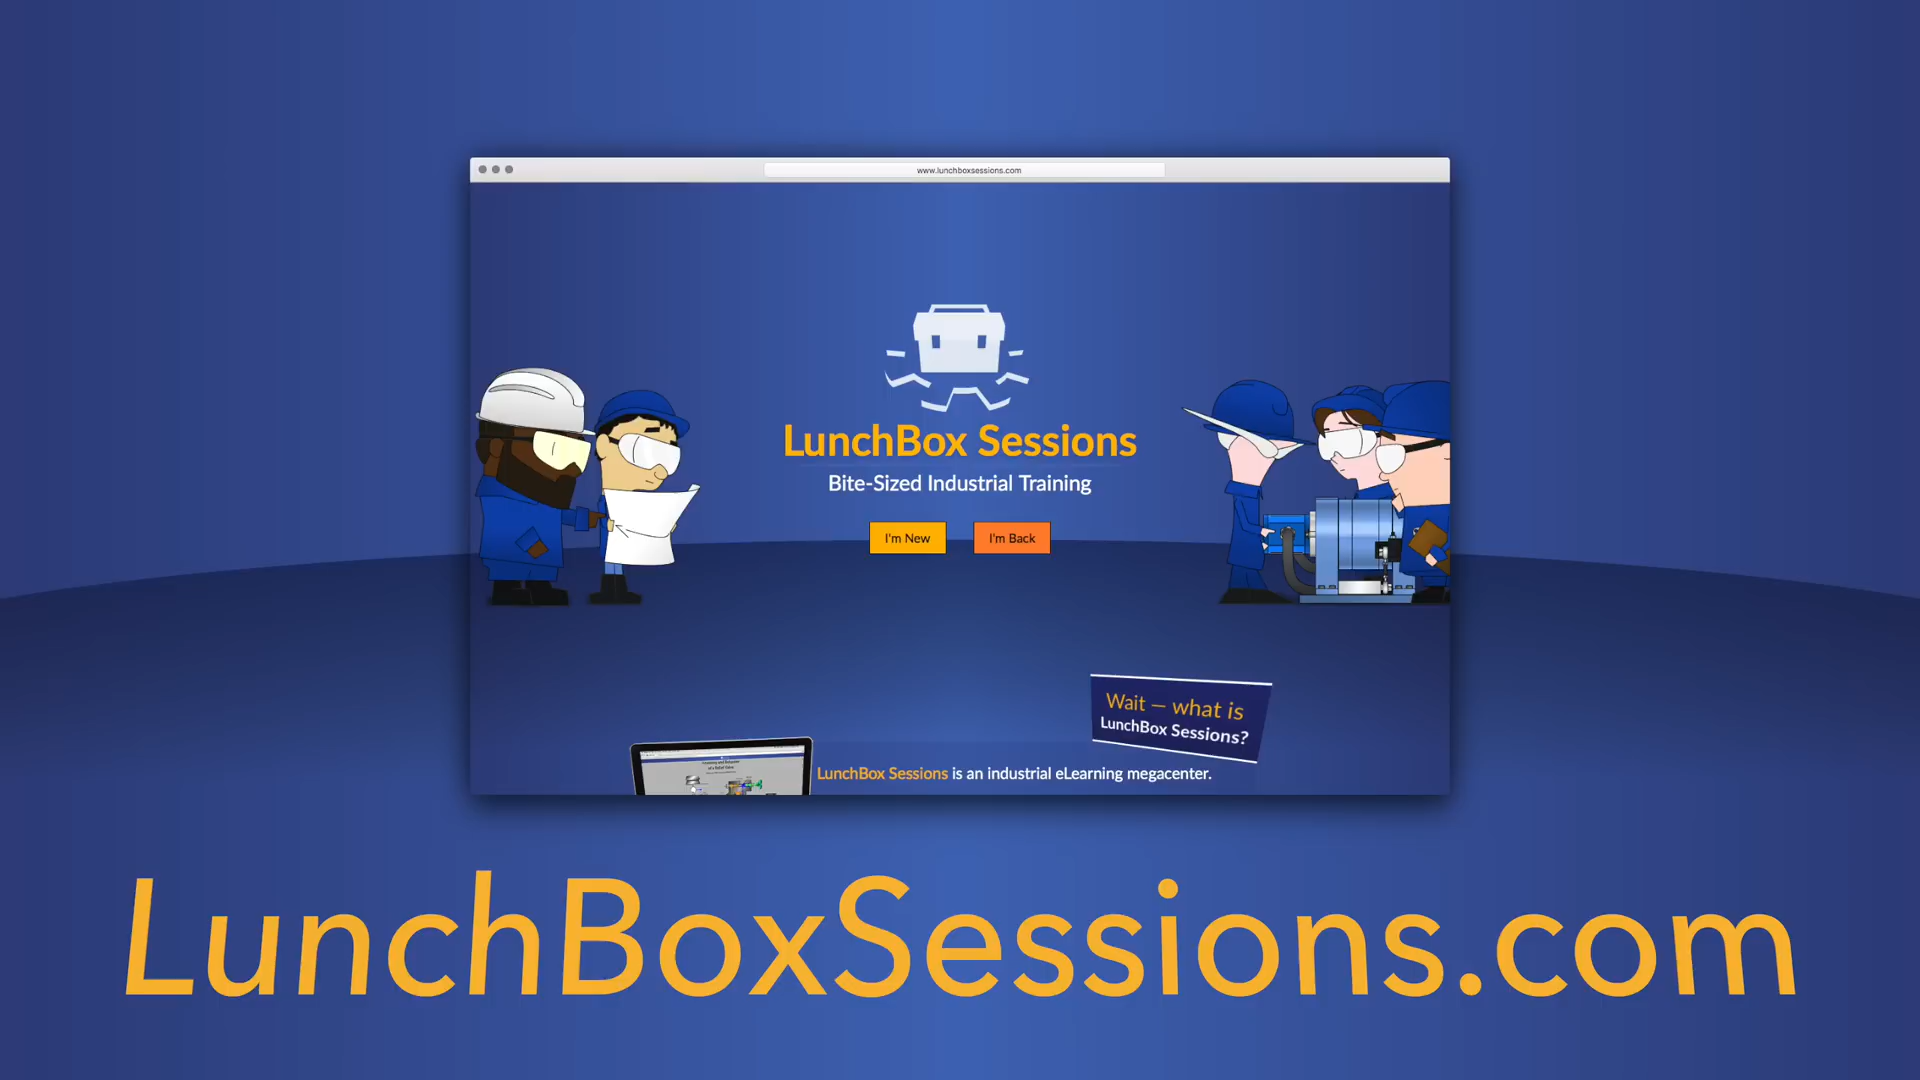 www.lunchboxsessions.com
LunchBox Sessions
Bite-Sized Industrial Training
I'm New
I'm Back
Wait — what is
LunchBox Sessions?
LunchBox Sessions is an industrial eLearning megacenter.
LunchBoxSessions.com